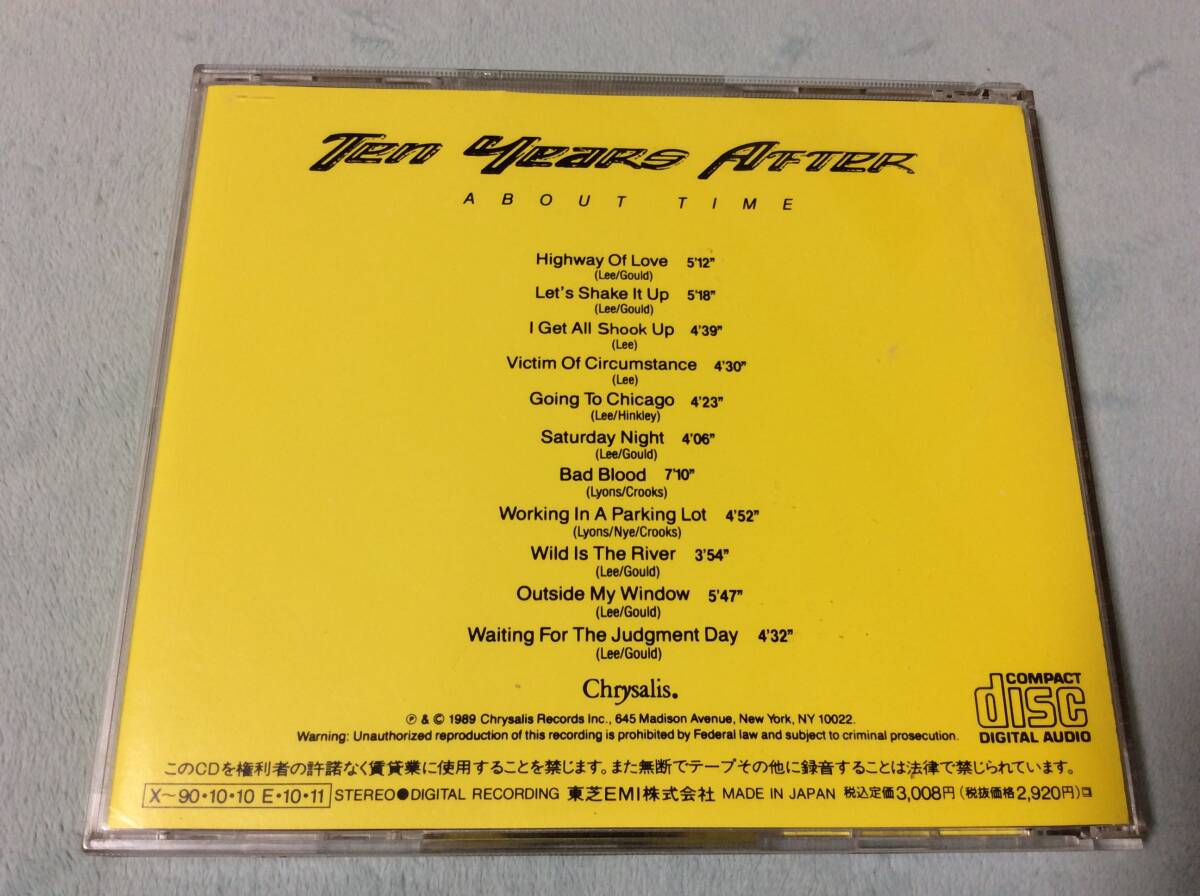 Ten Years After
ABOUT TIME
Highway Of Love 5'12"
(Lee/Gould)
Let's Shake It Up 5'18"
(Lee/Gould)
I Get All Shook Up 4'39"
(Lee)
Victim Of Circumstance 4'30"
(Lee)
Going To Chicago 4'23"
(Lee/Hinkley)
Saturday Night 4'06"
(Lee/Gould)
Bad Blood 7'10"
(Lyons/Crooks)
Working In A Parking Lot 4'52"
(Lyons/Nye/Crooks)
Wild Is The River 3'54"
(Lee/Gould)
Outside My Window 5'47"
(Lee/Gould)
Waiting For The Judgment Day 4'32"
(Lee/Gould)
Chrysalis.
COMPACT
disc
DIGITAL AUDIO
℗ & © 1989 Chrysalis Records Inc., 645 Madison Avenue, New York, NY 10022.
Warning: Unauthorized reproduction of this recording is prohibited by Federal law and subject to criminal prosecution.
このCDを権利者の許諾なく賃貸業に使用することを禁じます。また無断でテープその他に録音することは法律で禁じられています。
X〜90・10・10 E・10・11 STEREO●DIGITAL RECORDING 東芝EMI株式会社 MADE IN JAPAN 税込定価3,008円(税抜価格2,920円)